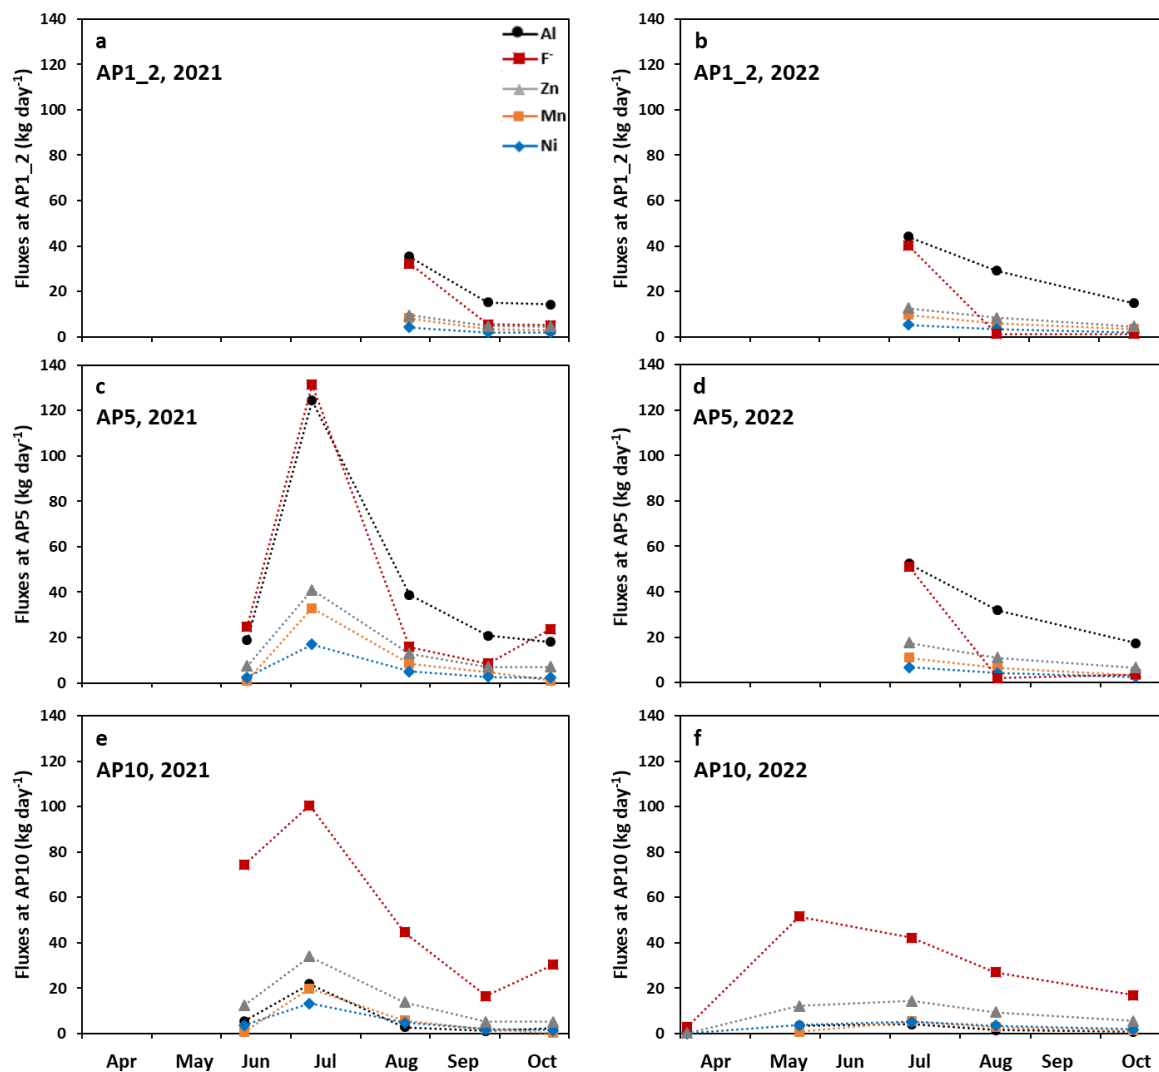 a
AP1_2, 2021
Al
F-
Zn
Mn
Ni
Fluxes at AP1_2 (kg day-1)
140
120
100
80
60
40
20
0
b
AP1_2, 2022
Fluxes at AP1_2 (kg day-1)
140
120
100
80
60
40
20
0
c
AP5, 2021
Fluxes at AP5 (kg day-1)
140
120
100
80
60
40
20
0
d
AP5, 2022
Fluxes at AP5 (kg day-1)
140
120
100
80
60
40
20
0
e
AP10, 2021
Fluxes at AP10 (kg day-1)
140
120
100
80
60
40
20
0
Apr May Jun Jul Aug Sep Oct
f
AP10, 2022
Fluxes at AP10 (kg day-1)
140
120
100
80
60
40
20
0
Apr May Jun Jul Aug Sep Oct